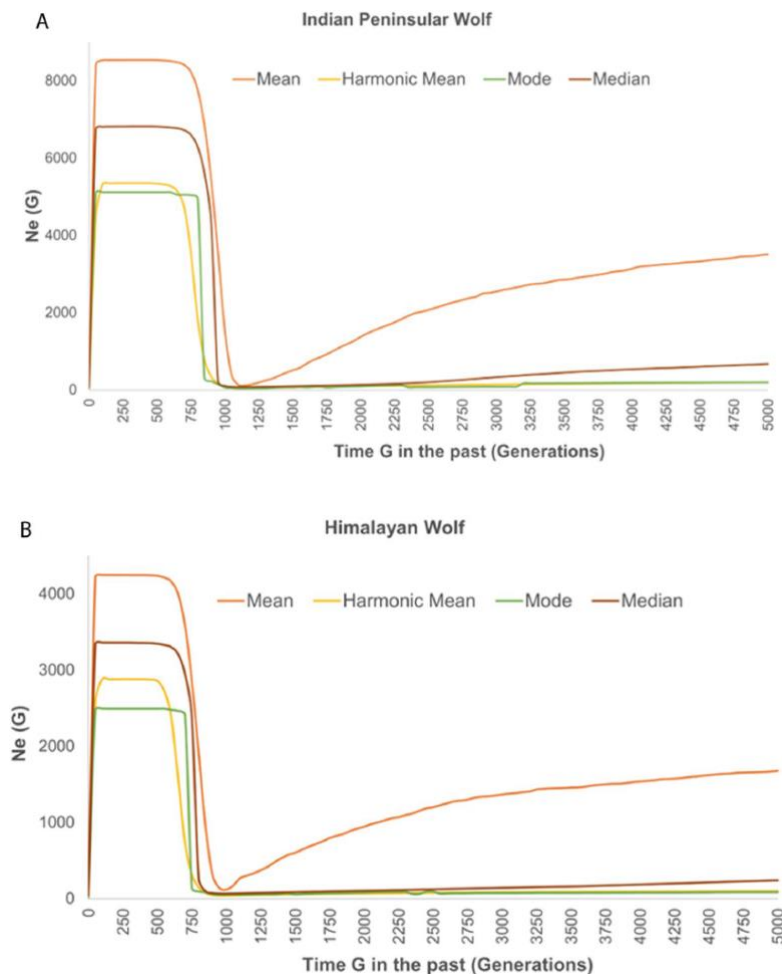 A
Indian Peninsular Wolf
Mean Harmonic Mean Mode Median
8000
6000
4000
2000
0
Ne (G)
0 250 500 750 1000 1250 1500 1750 2000 2250 2500 2750 3000 3250 3500 3750 4000 4250 4500 4750 5000
Time G in the past (Generations)
B
Himalayan Wolf
Mean Harmonic Mean Mode Median
4000
3000
2000
1000
0
Ne (G)
0 250 500 750 1000 1250 1500 1750 2000 2250 2500 2750 3000 3250 3500 3750 4000 4250 4500 4750 5000
Time G in the past (Generations)